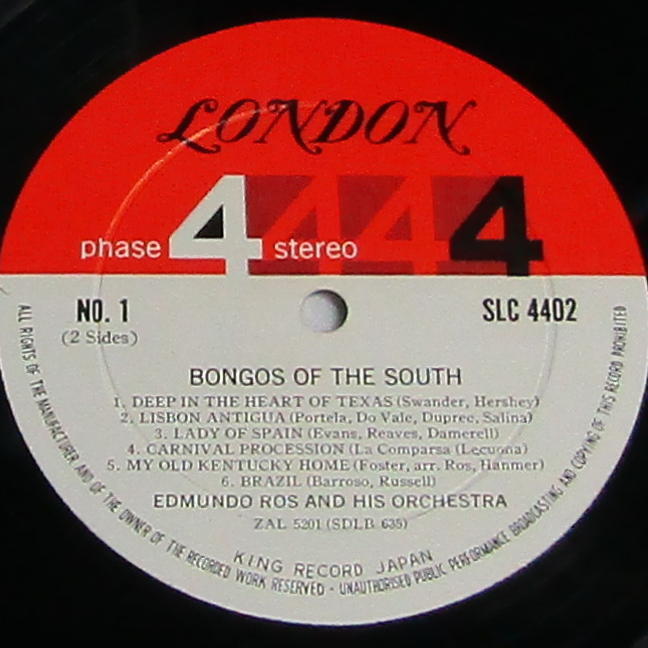 LONDON
phase 4 stereo 4 4 4
NO. 1
SLC 4402
(2 Sides)
BONGOS OF THE SOUTH
1. DEEP IN THE HEART OF TEXAS (Swander, Hershey)
2. LISBON ANTIGUA (Portela, Do Vale, Dupree, Salina)
3. LADY OF SPAIN (Evans, Reaves, Damerell)
4. CARNIVAL PROCESSION (La Comparsa) (Lecuona)
5. MY OLD KENTUCKY HOME (Foster, arr. Ros, Hanmer)
6. BRAZIL (Barroso, Russell)
EDMUNDO ROS AND HIS ORCHESTRA
ZAL 5201 (SDLB 635)
KING RECORD JAPAN
ALL RIGHTS OF THE MANUFACTURER AND OF THE OWNER OF THE RECORDED WORK RESERVED - UNAUTHORISED PUBLIC PERFORMANCE BROADCASTING AND COPYING OF THIS RECORD PROHIBITED